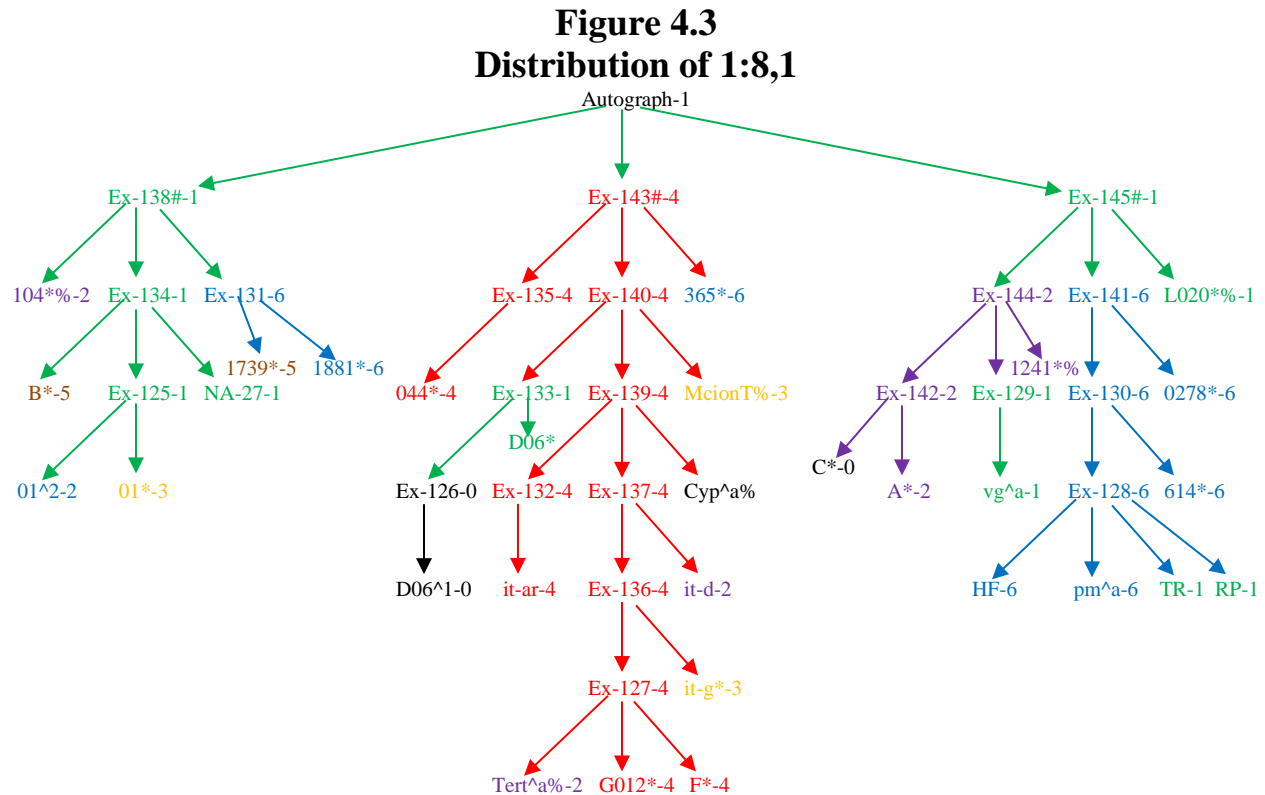 Figure 4.3
Distribution of 1:8,1
Autograph-1
Ex-138#-1 Ex-143#-4 Ex-145#-1
104*%-2 Ex-134-1 Ex-131-6 Ex-135-4 Ex-140-4 365*-6 Ex-144-2 Ex-141-6 L020*%-1
1739*-5 1881*-6 1241*%
B*-5 Ex-125-1 NA-27-1 044*-4 Ex-133-1 Ex-139-4 McionT%-3 Ex-142-2 Ex-129-1 Ex-130-6 0278*-6
D06*
C*-0
01^2-2 01*-3 Ex-126-0 Ex-132-4 Ex-137-4 Cyp^a% A*-2 vg^a-1 Ex-128-6 614*-6
D06^1-0 it-ar-4 Ex-136-4 it-d-2 HF-6 pm^a-6 TR-1 RP-1
Ex-127-4 it-g*-3
Tert^a%-2 G012*-4 F*-4